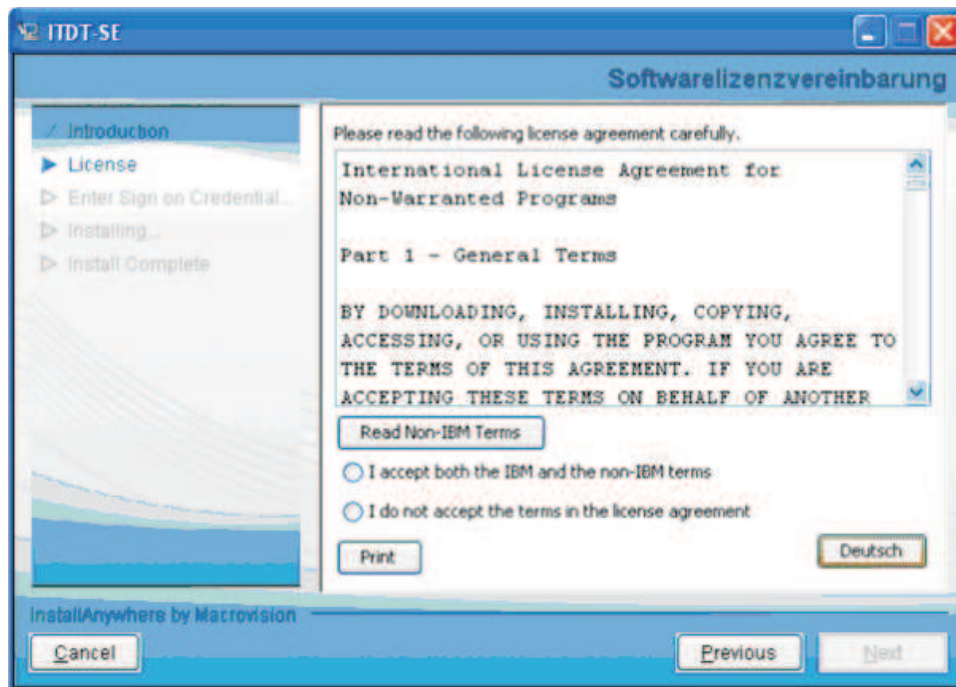 ITDT-SE
Softwarelizenzvereinbarung
Introduction
License
Enter Sign on Credential...
Installing...
Install Complete
Please read the following license agreement carefully.
International License Agreement for
Non-Warranted Programs
Part 1 - General Terms
BY DOWNLOADING, INSTALLING, COPYING,
ACCESSING, OR USING THE PROGRAM YOU AGREE TO
THE TERMS OF THIS AGREEMENT. IF YOU ARE
ACCEPTING THESE TERMS ON BEHALF OF ANOTHER
Read Non-IBM Terms
I accept both the IBM and the non-IBM terms
I do not accept the terms in the license agreement
Print
Deutsch
InstallAnywhere by Macrovision
Cancel
Previous
Next